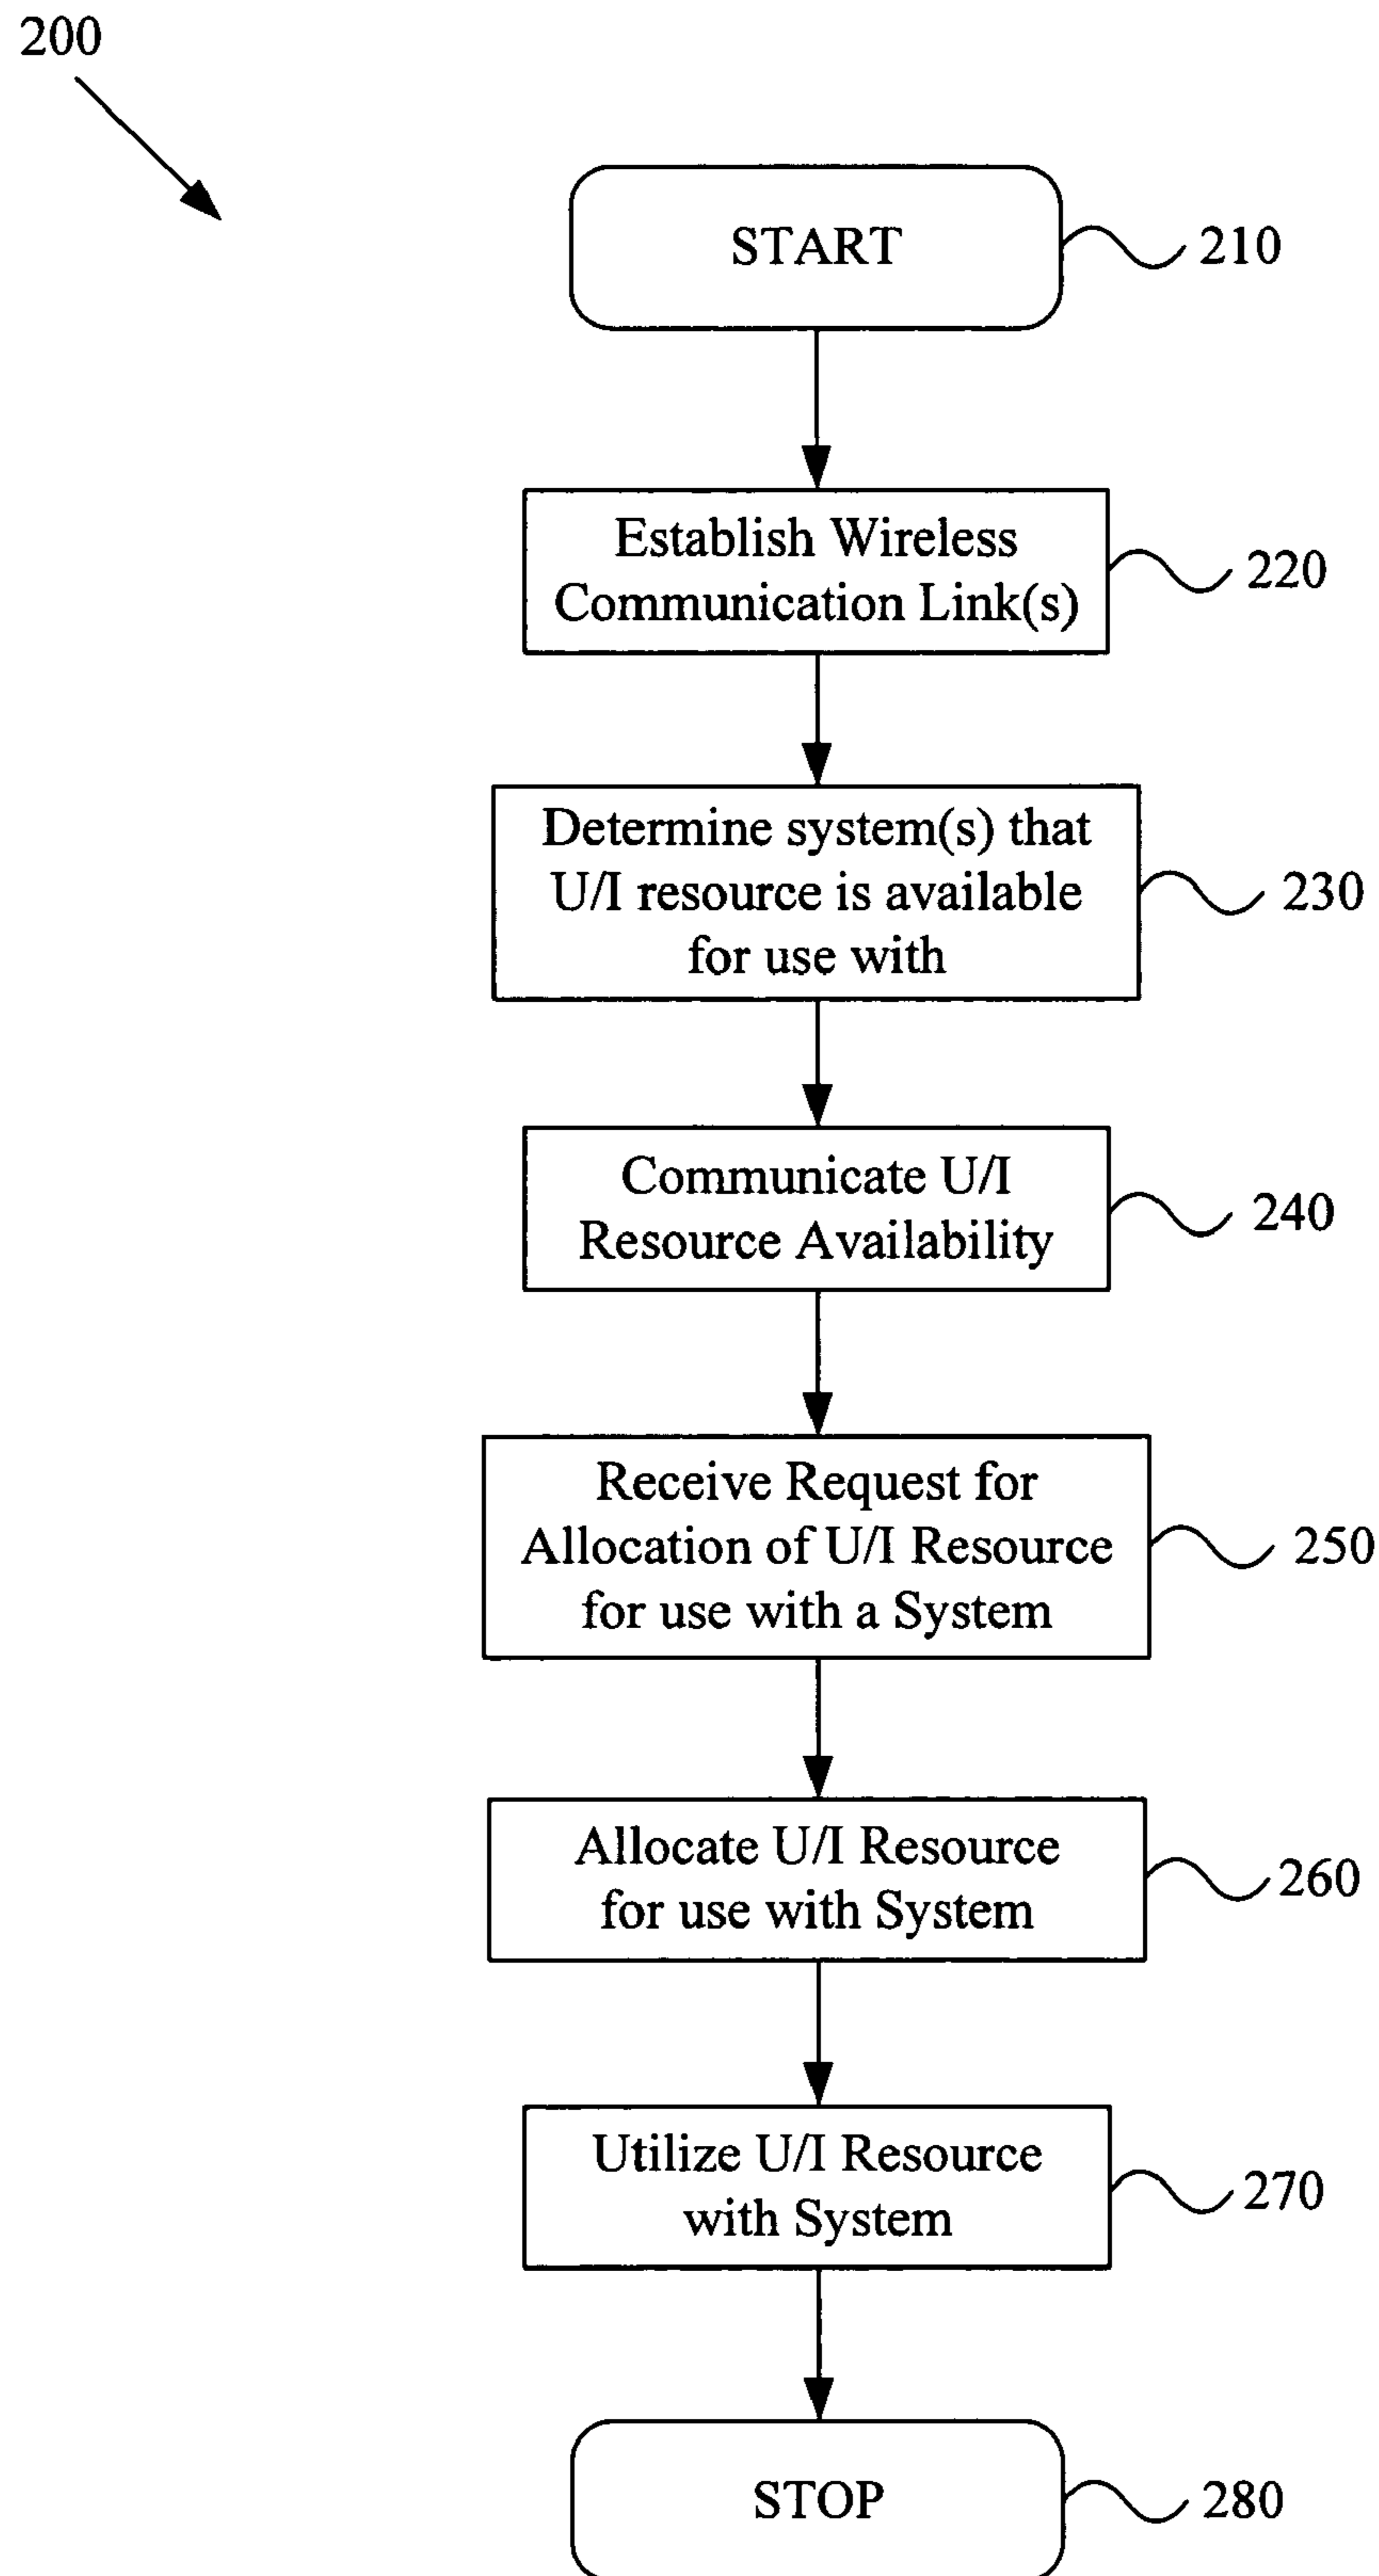 200
START
210
Establish Wireless
Communication Link(s)
220
Determine system(s) that
U/I resource is available
for use with
230
Communicate U/I
Resource Availability
240
Receive Request for
Allocation of U/I Resource
for use with a System
250
Allocate U/I Resource
for use with System
260
Utilize U/I Resource
with System
270
STOP
280